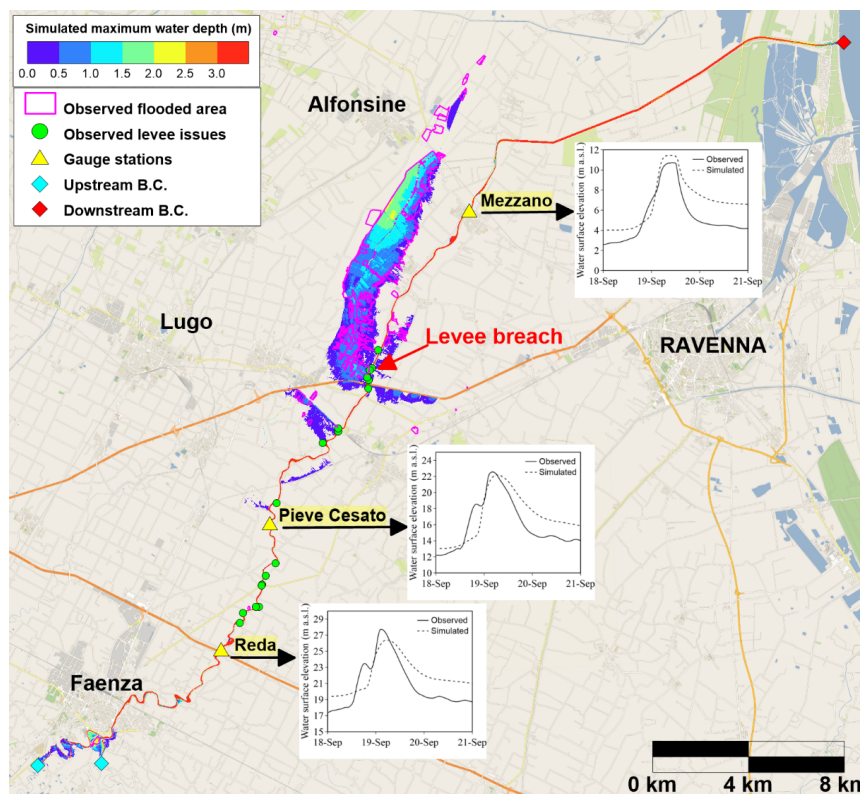 Simulated maximum water depth (m)
0.0 0.5 1.0 1.5 2.0 2.5 3.0
Observed flooded area
Observed levee issues
Gauge stations
Upstream B.C.
Downstream B.C.
Alfonsine
Mezzano
Water surface elevation (m a.s.l.)
12
10
8
6
4
2
0
Observed
Simulated
18-Sep 19-Sep 20-Sep 21-Sep
Lugo
Levee breach
RAVENNA
Pieve Cesato
Water surface elevation (m a.s.l.)
24
22
20
18
16
14
12
10
Observed
Simulated
18-Sep 19-Sep 20-Sep 21-Sep
Reda
Water surface elevation (m a.s.l.)
29
27
25
23
21
19
17
15
Observed
Simulated
18-Sep 19-Sep 20-Sep 21-Sep
Faenza
0 km 4 km 8 km